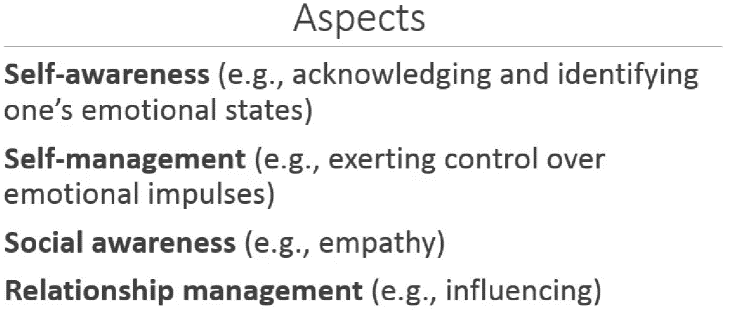 Aspects
Self-awareness (e.g., acknowledging and identifying
one’s emotional states)
Self-management (e.g., exerting control over
emotional impulses)
Social awareness (e.g., empathy)
Relationship management (e.g., influencing)